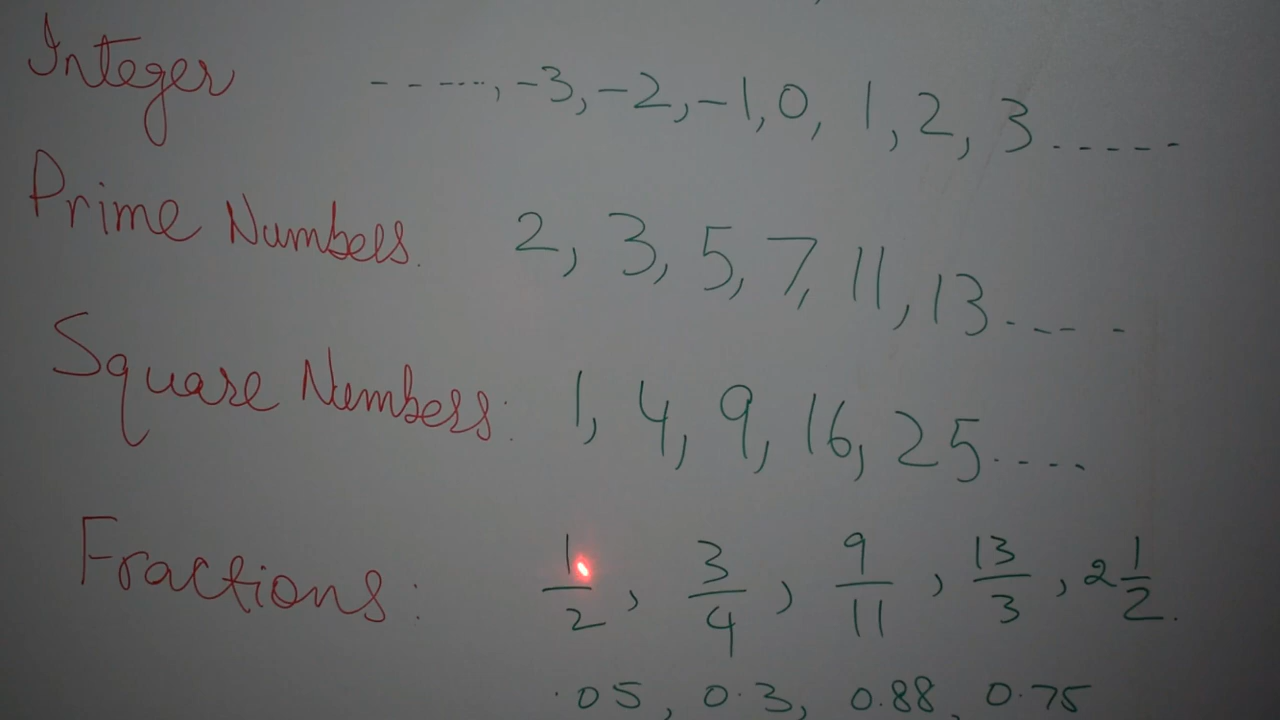 Integer - - - - - -, -3, -2, -1, 0, 1, 2, 3 . - - - - -
Prime Numbers. 2, 3, 5, 7, 11, 13 . - - - -
Square Numbers: 1, 4, 9, 16, 25 . - - - -
Fractions: 1/2, 3/4, 9/11, 13/3, 2 1/2.
.05, 0.3, 0.88, 0.75